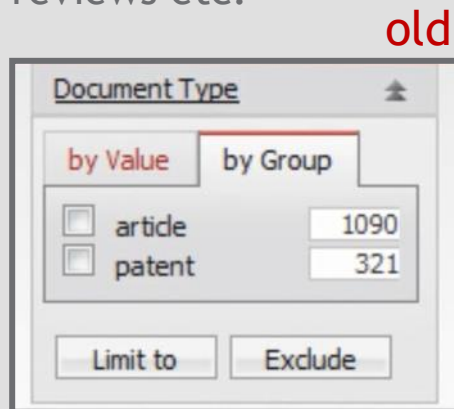 reviews etc.
old
Document Type
by Value by Group
article 1090
patent 321
Limit to Exclude